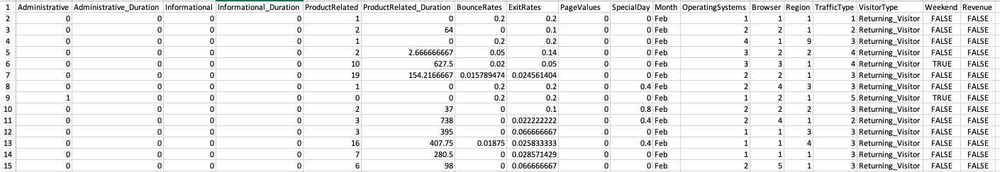 1 Administrative Administrative_Duration Informational Informational_Duration ProductRelated ProductRelated_Duration BounceRates ExitRates PageValues SpecialDay Month OperatingSystems Browser Region TrafficType VisitorType Weekend Revenue
2 0 0 0 0 1 0 0.2 0.2 0 0 Feb 1 1 1 1 Returning_Visitor FALSE FALSE
3 0 0 0 0 2 64 0 0.1 0 0 Feb 2 2 1 2 Returning_Visitor FALSE FALSE
4 0 0 0 0 1 0 0.2 0.2 0 0 Feb 4 1 9 3 Returning_Visitor FALSE FALSE
5 0 0 0 0 2 2.666666667 0.05 0.14 0 0 Feb 3 2 2 4 Returning_Visitor FALSE FALSE
6 0 0 0 0 10 627.5 0.02 0.05 0 0 Feb 3 3 1 4 Returning_Visitor TRUE FALSE
7 0 0 0 0 19 154.2166667 0.015789474 0.024561404 0 0 Feb 2 2 1 3 Returning_Visitor FALSE FALSE
8 0 0 0 0 1 0 0.2 0.2 0 0.4 Feb 2 4 3 3 Returning_Visitor FALSE FALSE
9 1 0 0 0 0 0 0.2 0.2 0 0 Feb 1 2 1 5 Returning_Visitor TRUE FALSE
10 0 0 0 0 2 37 0 0.1 0 0.8 Feb 2 2 2 3 Returning_Visitor FALSE FALSE
11 0 0 0 0 3 738 0 0.022222222 0 0.4 Feb 2 4 1 2 Returning_Visitor FALSE FALSE
12 0 0 0 0 3 395 0 0.066666667 0 0 Feb 1 1 3 3 Returning_Visitor FALSE FALSE
13 0 0 0 0 16 407.75 0.01875 0.025833333 0 0.4 Feb 1 1 4 3 Returning_Visitor FALSE FALSE
14 0 0 0 0 7 280.5 0 0.028571429 0 0 Feb 1 1 1 3 Returning_Visitor FALSE FALSE
15 0 0 0 0 6 98 0 0.066666667 0 0 Feb 2 5 1 3 Returning_Visitor FALSE FALSE